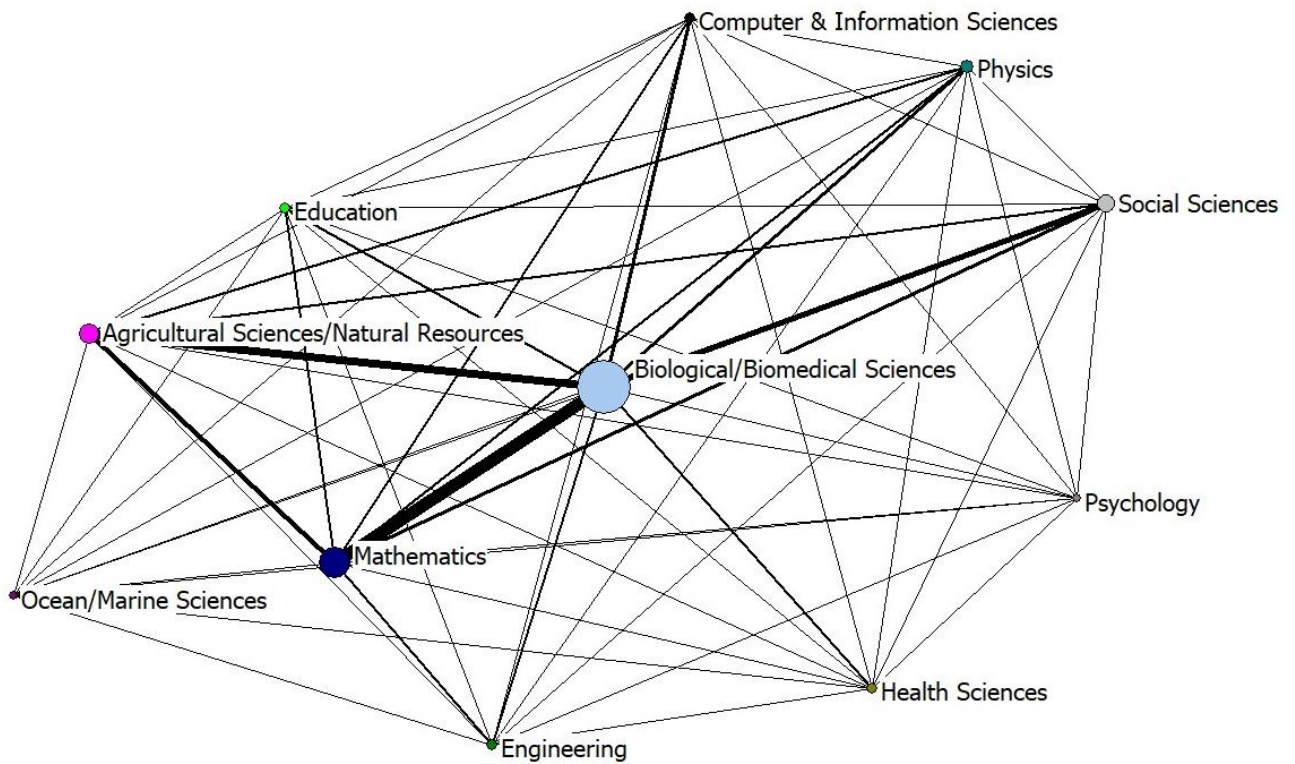 Computer & Information Sciences
Physics
Social Sciences
Education
Agricultural Sciences/Natural Resources
Biological/Biomedical Sciences
Psychology
Mathematics
Ocean/Marine Sciences
Health Sciences
Engineering